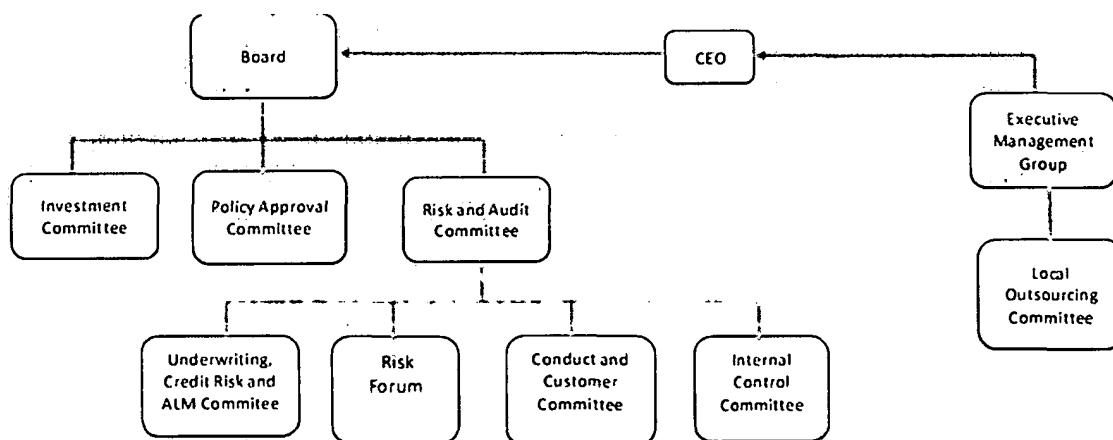 Board
CEO
Executive
Management
Group
Investment
Committee
Policy Approval
Committee
Risk and Audit
Committee
Local
Outsourcing
Committee
Underwriting,
Credit Risk and
ALM Commitee
Risk
Forum
Conduct and
Customer
Committee
Internal
Control
Committee